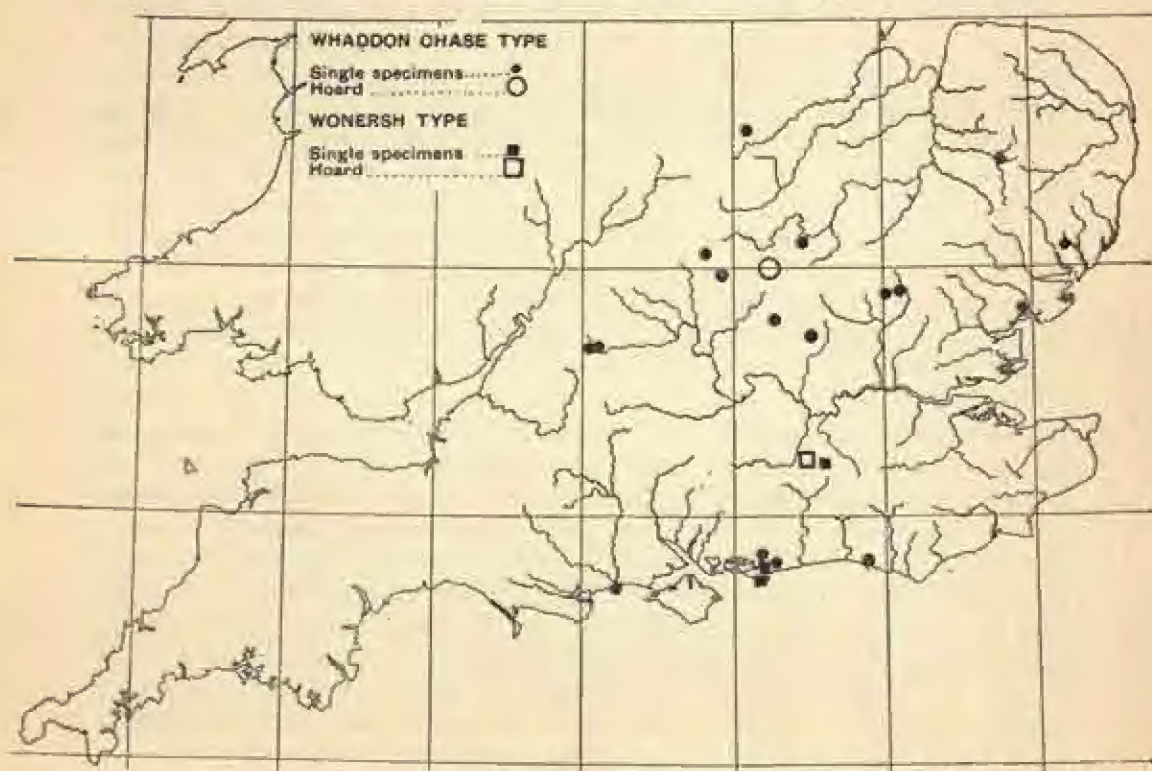 WHADDON CHASE TYPE
Single specimens
Hoard
WONERSH TYPE
Single specimens
Hoard